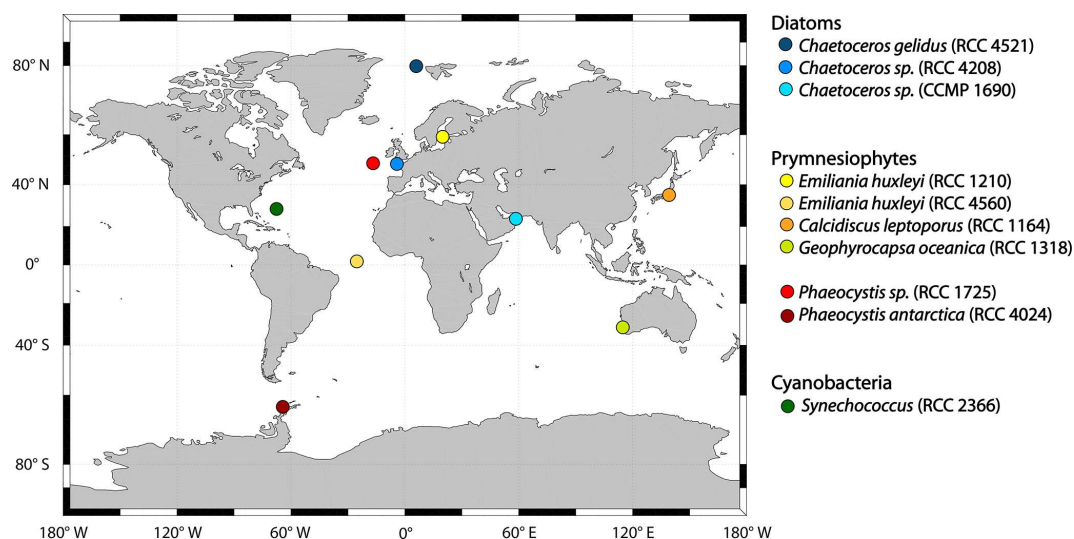 Diatoms
Chaetoceros gelidus (RCC 4521)
Chaetoceros sp. (RCC 4208)
Chaetoceros sp. (CCMP 1690)
Prymnesiophytes
Emiliania huxleyi (RCC 1210)
Emiliania huxleyi (RCC 4560)
Calcidiscus leptoporus (RCC 1164)
Geophyrocapsa oceanica (RCC 1318)
Phaeocystis sp. (RCC 1725)
Phaeocystis antarctica (RCC 4024)
Cyanobacteria
Synechococcus (RCC 2366)
80° N
40° N
0°
40° S
80° S
180° W
120° W
60° W
0°
60° E
120° E
180° W